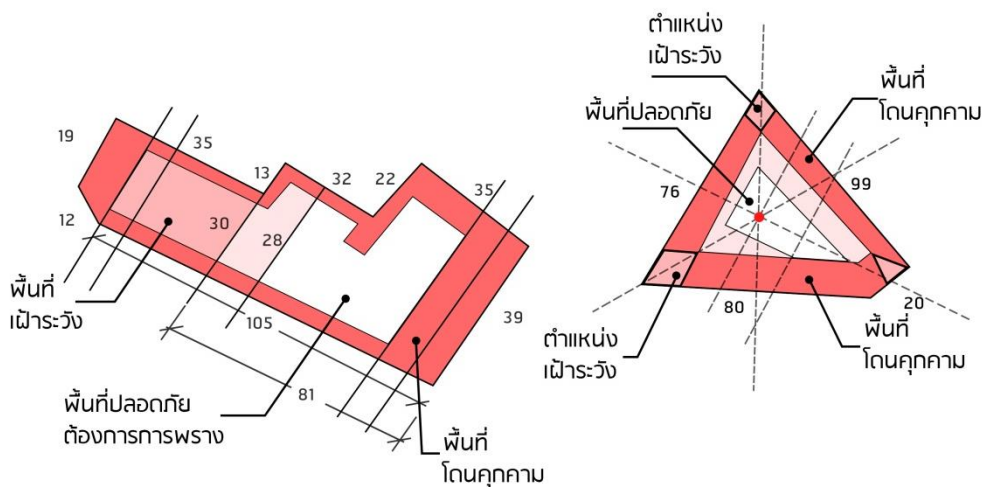 ตำแหน่ง
เฝ้าระวัง
พื้นที่
โดนคุกคาม
พื้นที่ปลอดภัย
19
35
13
32
22
35
76
99
12
30
28
39
105
81
80
20
พื้นที่
เฝ้าระวัง
ตำแหน่ง
เฝ้าระวัง
พื้นที่
โดนคุกคาม
พื้นที่ปลอดภัย
ต้องการการพราง
พื้นที่
โดนคุกคาม